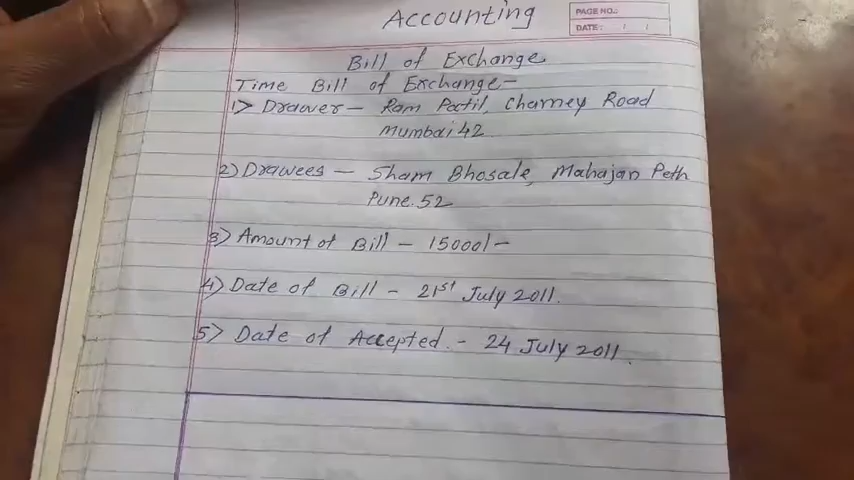 Accounting
PAGE NO.:
DATE: / /
Bill of Exchange
Time Bill of Exchange-
1> Drawer - Ram Patil, Charney Road
Mumbai 42
2) Drawees - Sham Bhosale, Mahajan Peth
Pune.52
3> Amount of Bill - 15000/-
4) Date of Bill - 21st July 2011.
5> Date of Accepted.- 24 July 2011.